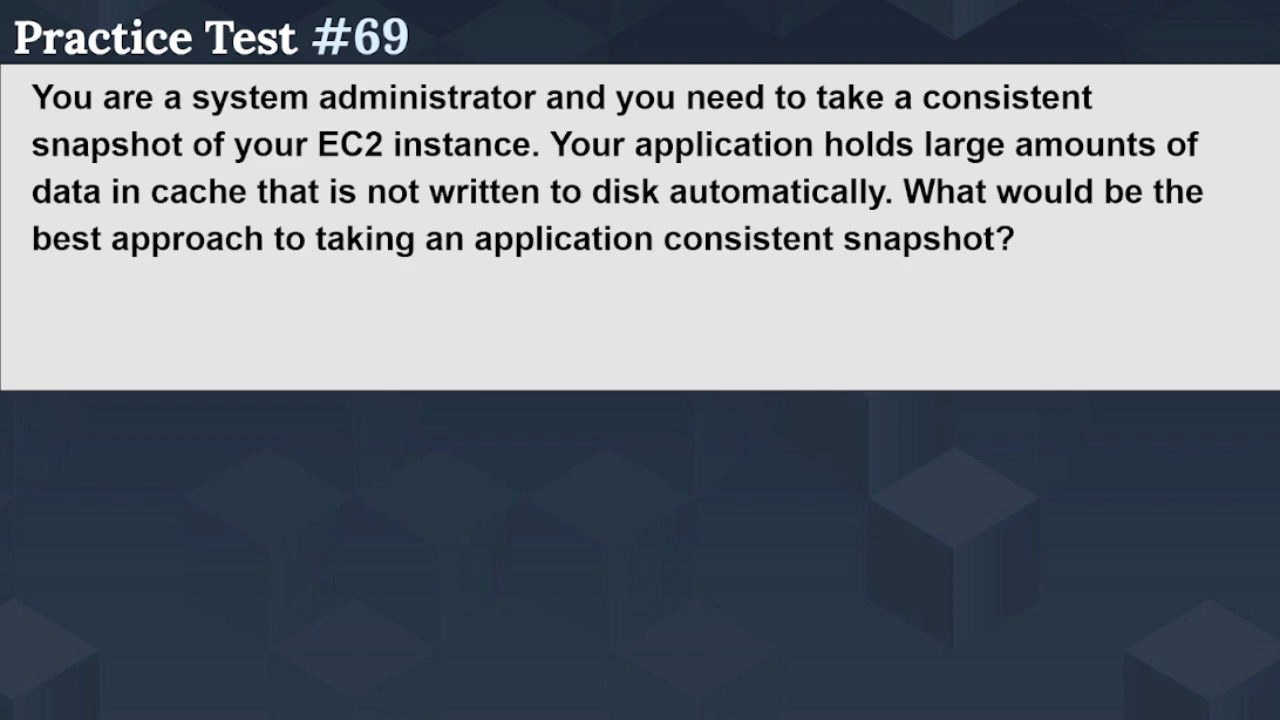 Practice Test #69
You are a system administrator and you need to take a consistent
snapshot of your EC2 instance. Your application holds large amounts of
data in cache that is not written to disk automatically. What would be the
best approach to taking an application consistent snapshot?